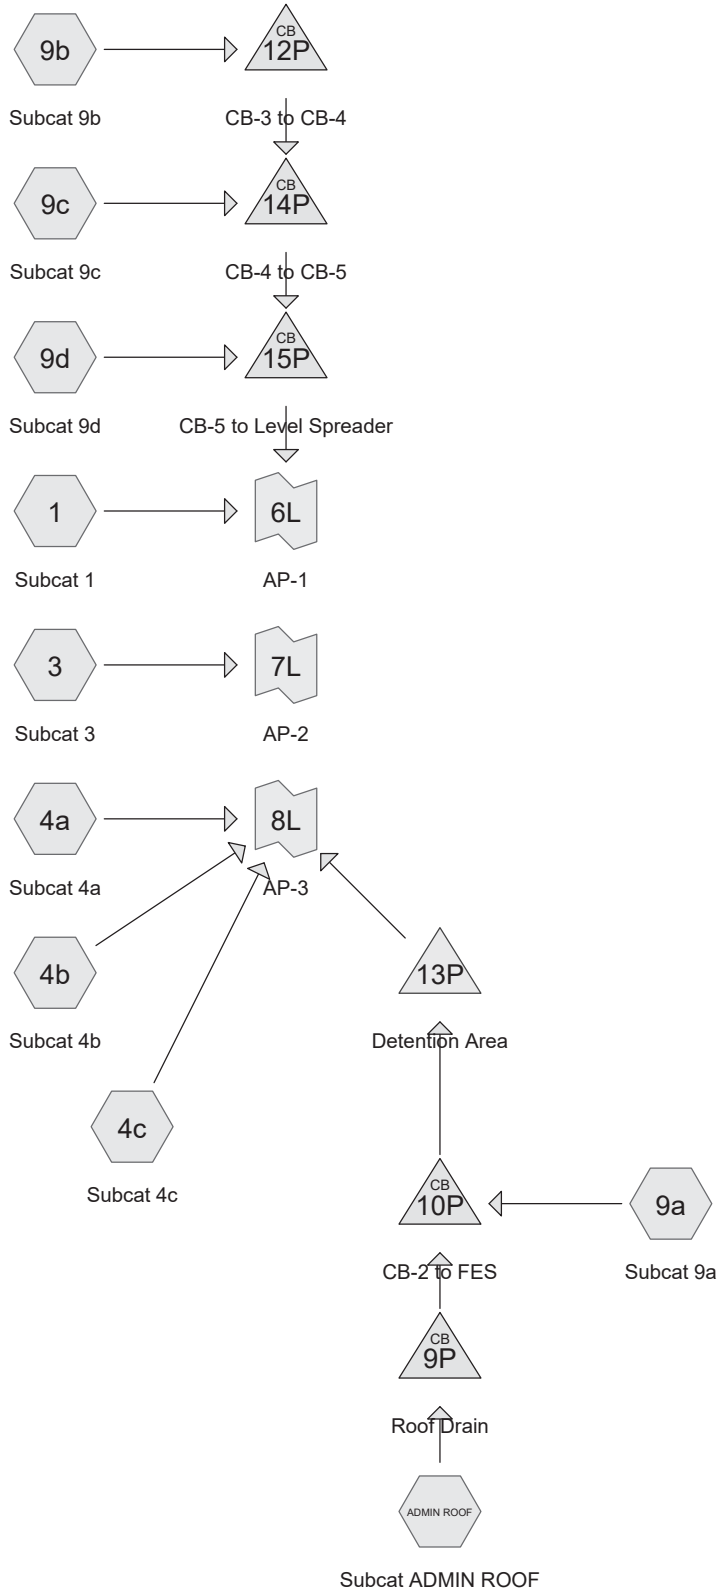 9b
CB
12P
Subcat 9b
CB-3 to CB-4
9c
CB
14P
Subcat 9c
CB-4 to CB-5
9d
CB
15P
Subcat 9d
CB-5 to Level Spreader
1
6L
Subcat 1
AP-1
3
7L
Subcat 3
AP-2
4a
8L
Subcat 4a
AP-3
4b
13P
Subcat 4b
Detention Area
4c
Subcat 4c
CB
10P
9a
CB-2 to FES
Subcat 9a
CB
9P
Roof Drain
ADMIN ROOF
Subcat ADMIN ROOF